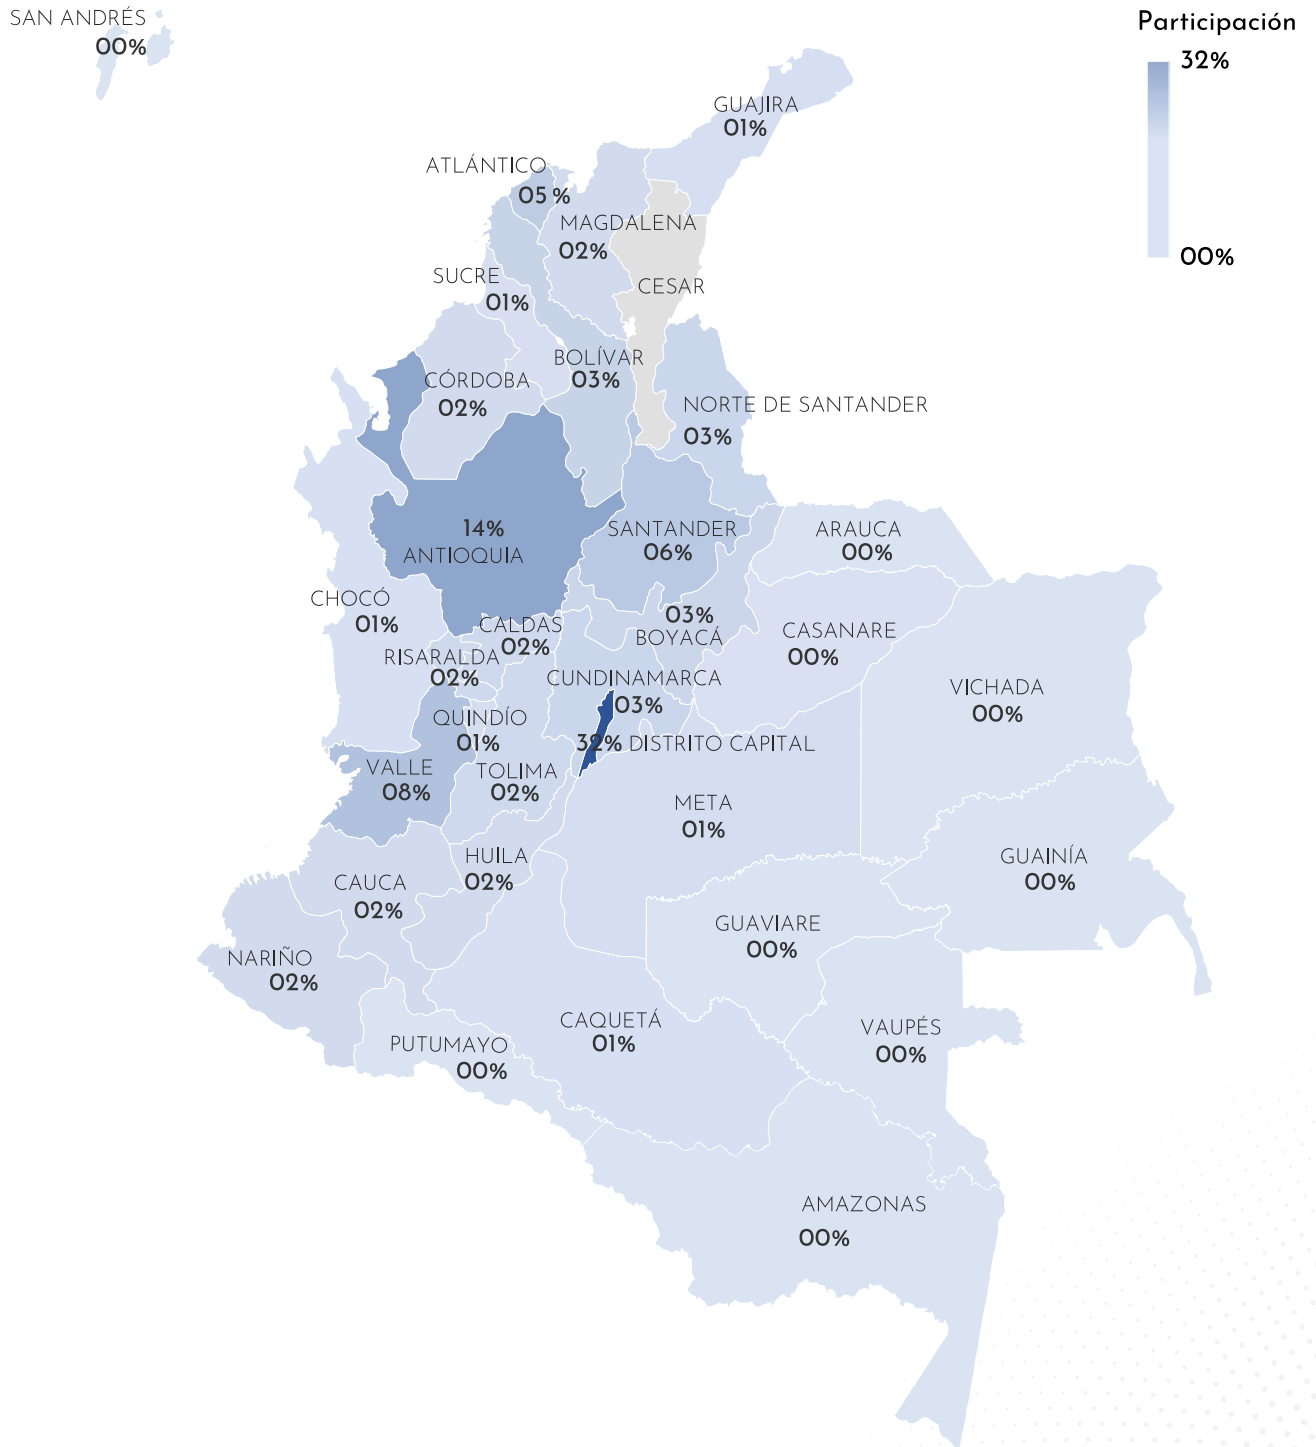 SAN ANDRÉS
00%
Participación
32%
00%
GUAJIRA
01%
ATLÁNTICO
05 %
MAGDALENA
02%
CESAR
SUCRE
01%
BOLÍVAR
03%
CÓRDOBA
02%
NORTE DE SANTANDER
03%
14%
ANTIOQUIA
SANTANDER
06%
ARAUCA
00%
CHOCÓ
01%
03%
BOYACÁ
CALDAS
02%
CASANARE
00%
RISARALDA
02%
CUNDINAMARCA
03%
VICHADA
00%
QUINDÍO
01%
32% DISTRITO CAPITAL
VALLE
08%
TOLIMA
02%
META
01%
HUILA
02%
GUAINÍA
00%
CAUCA
02%
GUAVIARE
00%
NARIÑO
02%
CAQUETÁ
01%
VAUPÉS
00%
PUTUMAYO
00%
AMAZONAS
00%